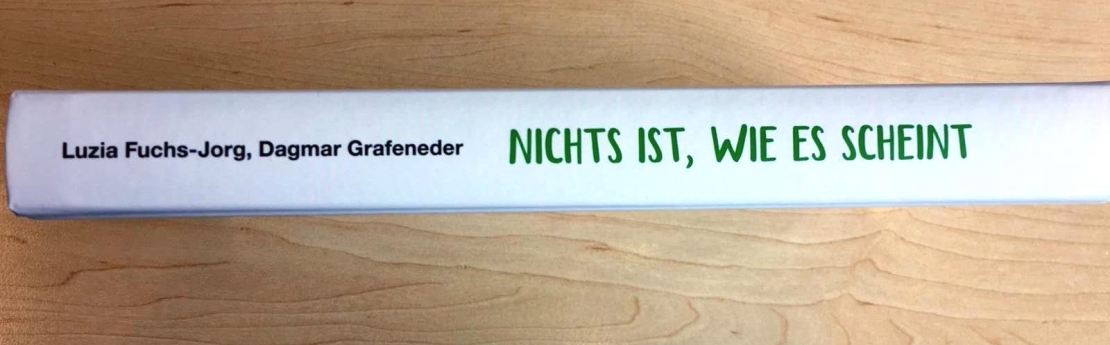 Luzia Fuchs-Jorg, Dagmar Grafeneder NICHTS IST, WIE ES SCHEINT